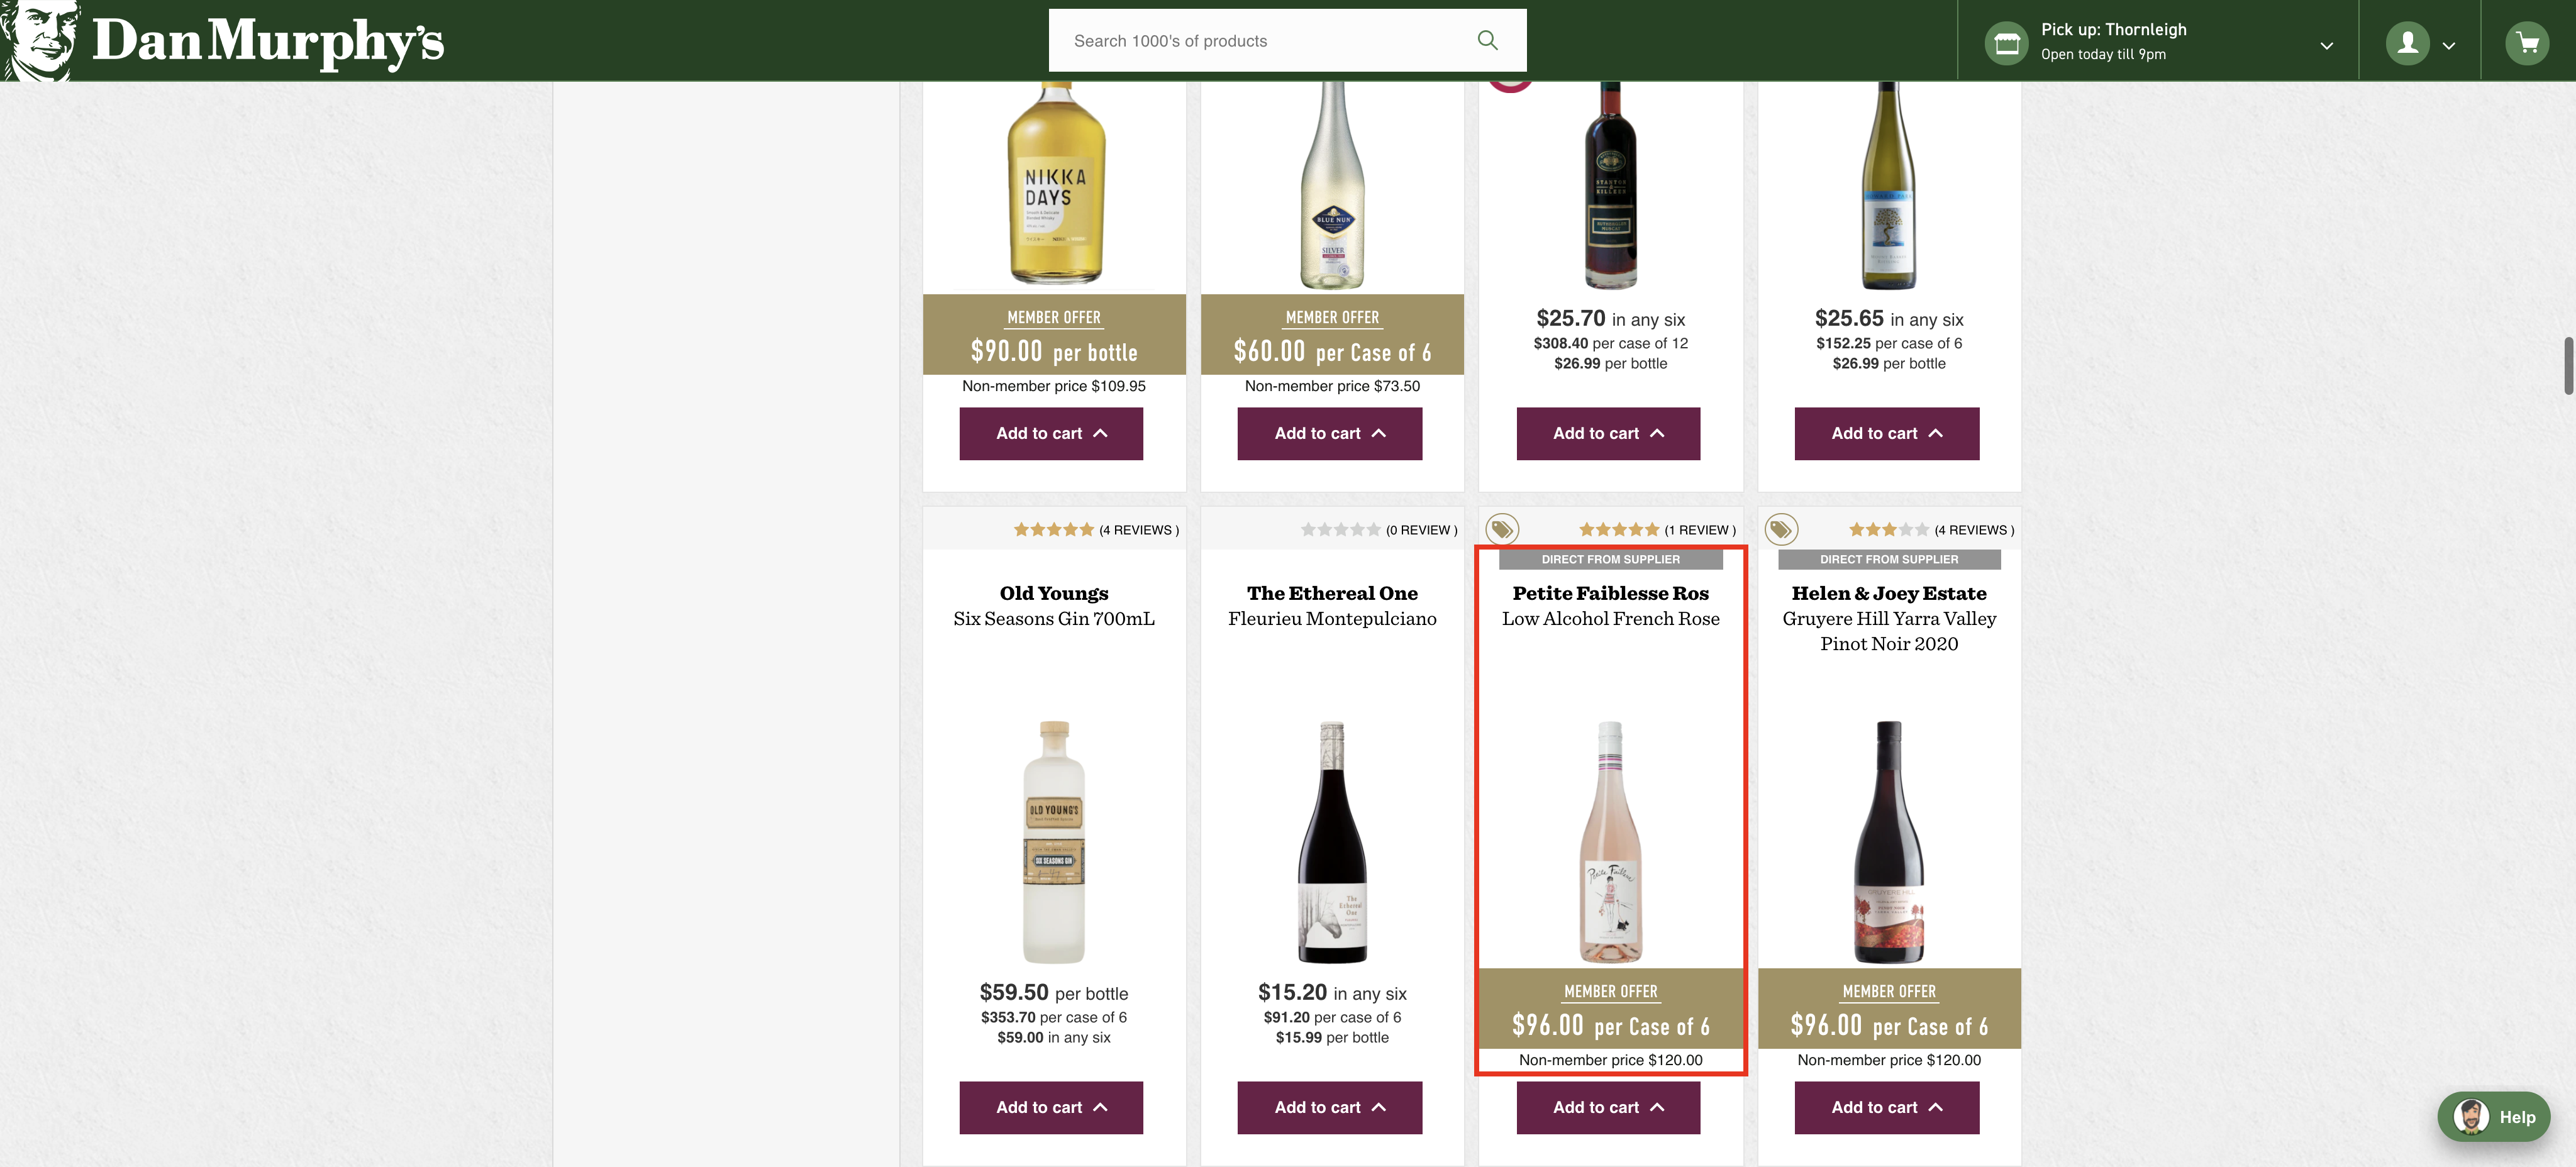 Dan Murphy's
Search 1000's of products
Pick up: Thornleigh
Open today till 9pm
NIKKA
DAYS
BLUE NUN
SILVER
STANTON
&
KILLEEN
RUTHERGLEN
MUSCAT
MEMBER OFFER
$90.00 per bottle
Non-member price $109.95
Add to cart
MEMBER OFFER
$60.00 per Case of 6
Non-member price $73.50
Add to cart
$25.70 in any six
$308.40 per case of 12
$26.99 per bottle
Add to cart
$25.65 in any six
$152.25 per case of 6
$26.99 per bottle
Add to cart
(4 REVIEWS )
Old Youngs
Six Seasons Gin 700mL
OLD YOUNG'S
SIX SEASONS GIN
$59.50 per bottle
$353.70 per case of 6
$59.00 in any six
Add to cart
(0 REVIEW )
The Ethereal One
Fleurieu Montepulciano
The
Ethereal
One
$15.20 in any six
$91.20 per case of 6
$15.99 per bottle
Add to cart
(1 REVIEW )
DIRECT FROM SUPPLIER
Petite Faiblesse Ros
Low Alcohol French Rose
Petite Faiblesse
MEMBER OFFER
$96.00 per Case of 6
Non-member price $120.00
Add to cart
(4 REVIEWS )
DIRECT FROM SUPPLIER
Helen & Joey Estate
Gruyere Hill Yarra Valley
Pinot Noir 2020
GRUYERE HILL
MEMBER OFFER
$96.00 per Case of 6
Non-member price $120.00
Add to cart
Help